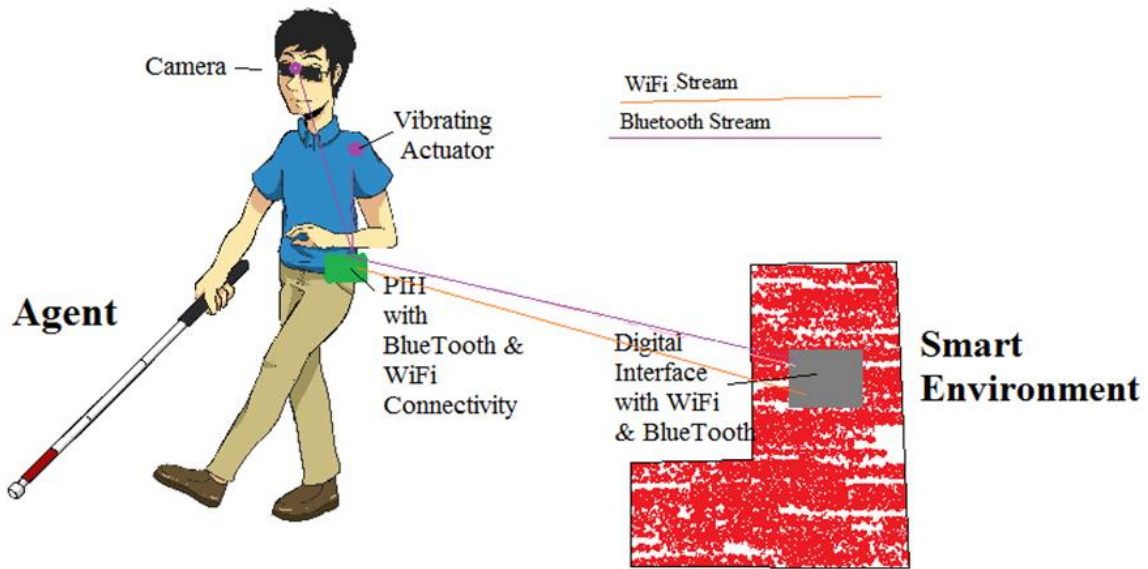 Camera
Vibrating
Actuator
WiFi .Stream
Bluetooth Stream
Agent
PIH
with
BlueTooth &
WiFi
Connectivity
Digital
Interface
with WiFi
& BlueTooth
Smart
Environment